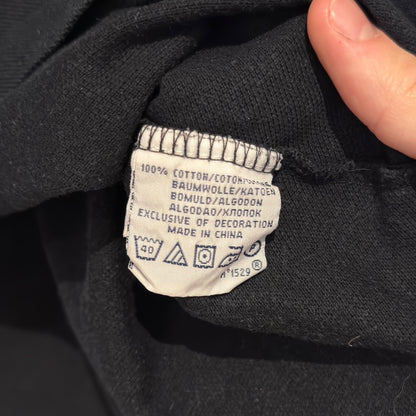 100% COTTON/COTON
BAUMWOLLE/KATOEN
BOMULD/ALGODON
ALGODAO/ХЛОПОК
EXCLUSIVE OF DECORATION
MADE IN CHINA
40 P
N°1529 ®